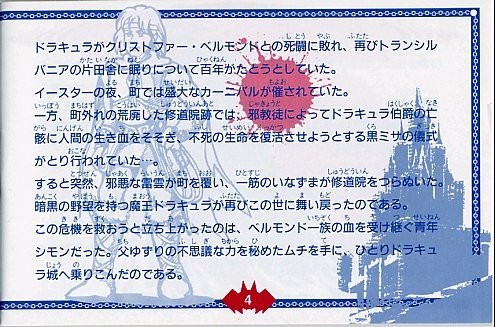 ドラキュラがクリストファー・ベルモンドとの死闘に敗れ、再びトランシル
バニアの片田舎に眠りについて百年がたとうとしていた。
イースターの夜、町では盛大なカーニバルが催されていた。
一方、町外れの荒廃した修道院跡では、邪教徒によってドラキュラ伯爵の亡
骸に人間の生き血をそそぎ、不死の生命を復活させようとする黒ミサの儀式
がとり行われていた…。
すると突然、邪悪な雷雲が町を覆い、一筋のいなずまが修道院をつらぬいた。
暗黒の野望を持つ魔王ドラキュラが再びこの世に舞い戻ったのである。
この危機を救おうと立ち上がったのは、ベルモンド一族の血を受け継ぐ青年
シモンだった。父ゆずりの不思議な力を秘めたムチを手に、ひとりドラキュ
ラ城へ乗りこんだのである。
4